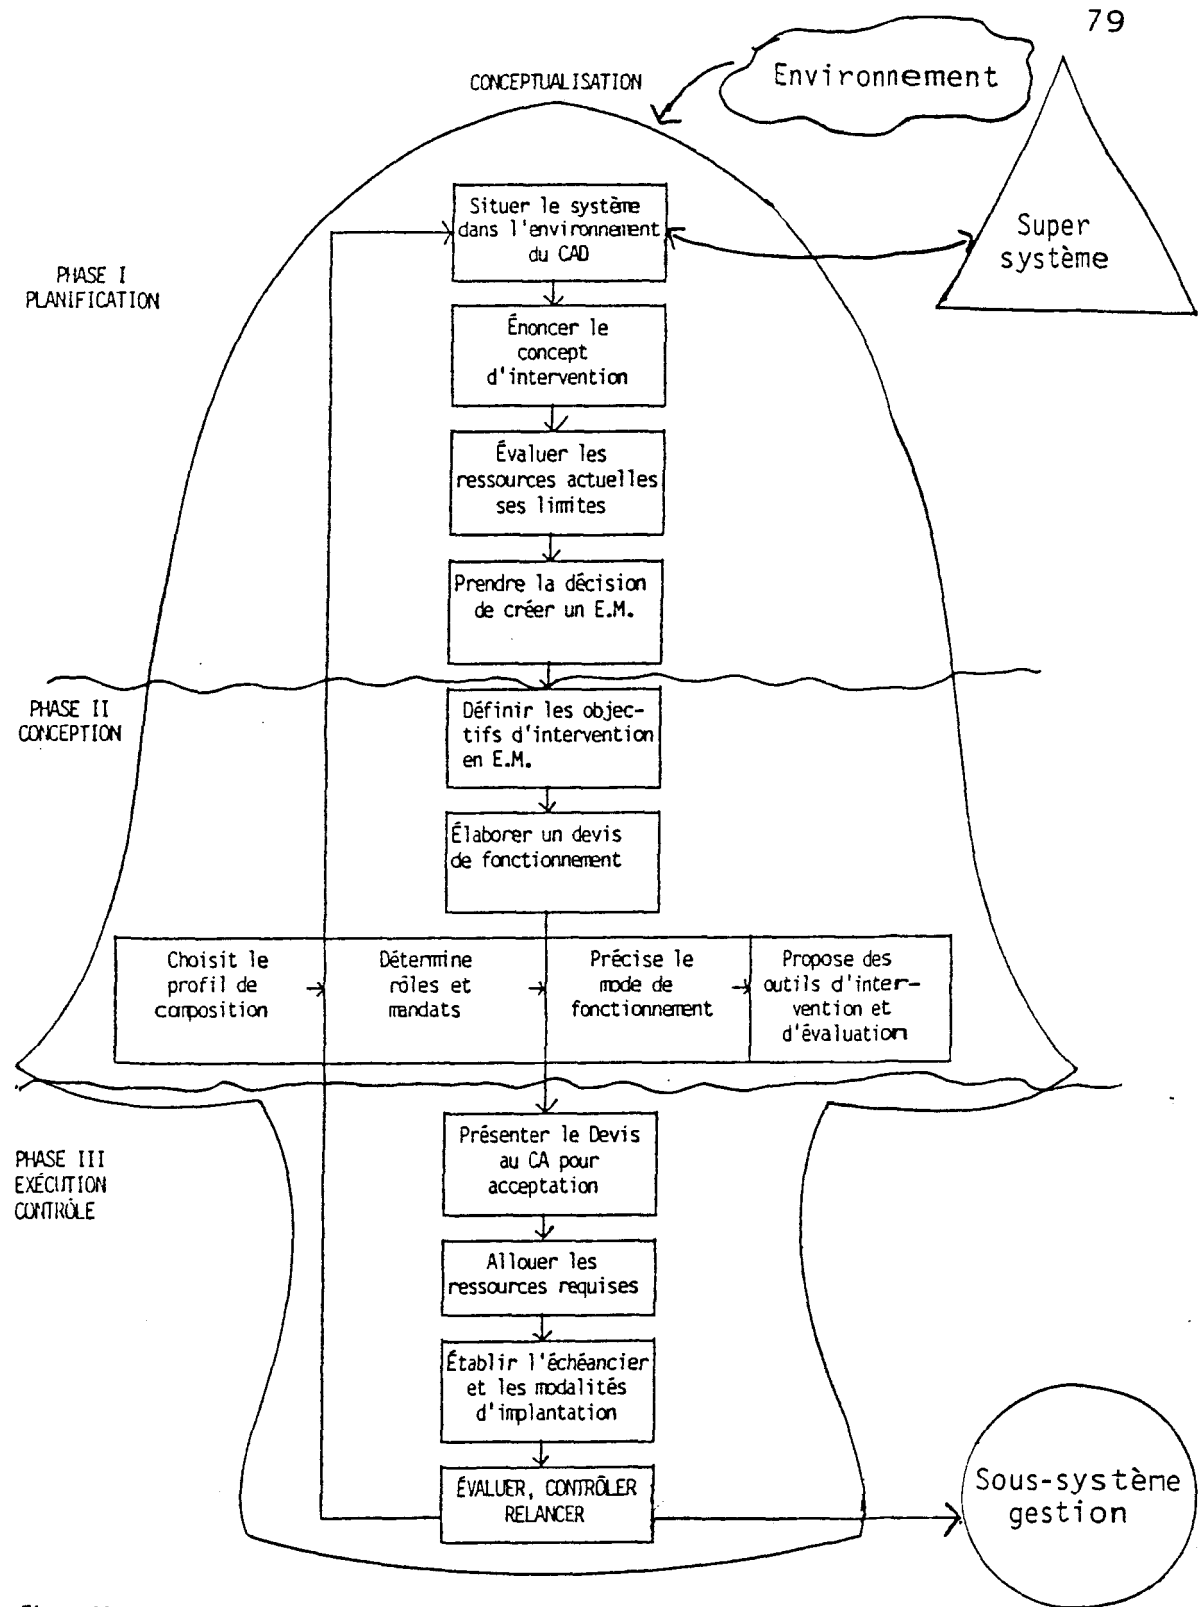 79
Environnement
CONCEPTUALISATION
Super
système
Situer le système
dans l'environnement
du CAD
PHASE I
PLANIFICATION
Énoncer le
concept
d'intervention
Évaluer les
ressources actuelles
ses limites
Prendre la décision
de créer un E.M.
PHASE II
CONCEPTION
Définir les objec-
tifs d'intervention
en E.M.
Élaborer un devis
de fonctionnement
Choisit le
profil de
composition
Détermine
rôles et
mandats
Précise le
mode de
fonctionnement
Propose des
outils d'inter-
vention et
d'évaluation
PHASE III
EXÉCUTION
CONTRÔLE
Présenter le Devis
au CA pour
acceptation
Allouer les
ressources requises
Établir l'échéancier
et les modalités
d'implantation
ÉVALUER, CONTRÔLER
RELANCER
Sous-système
gestion